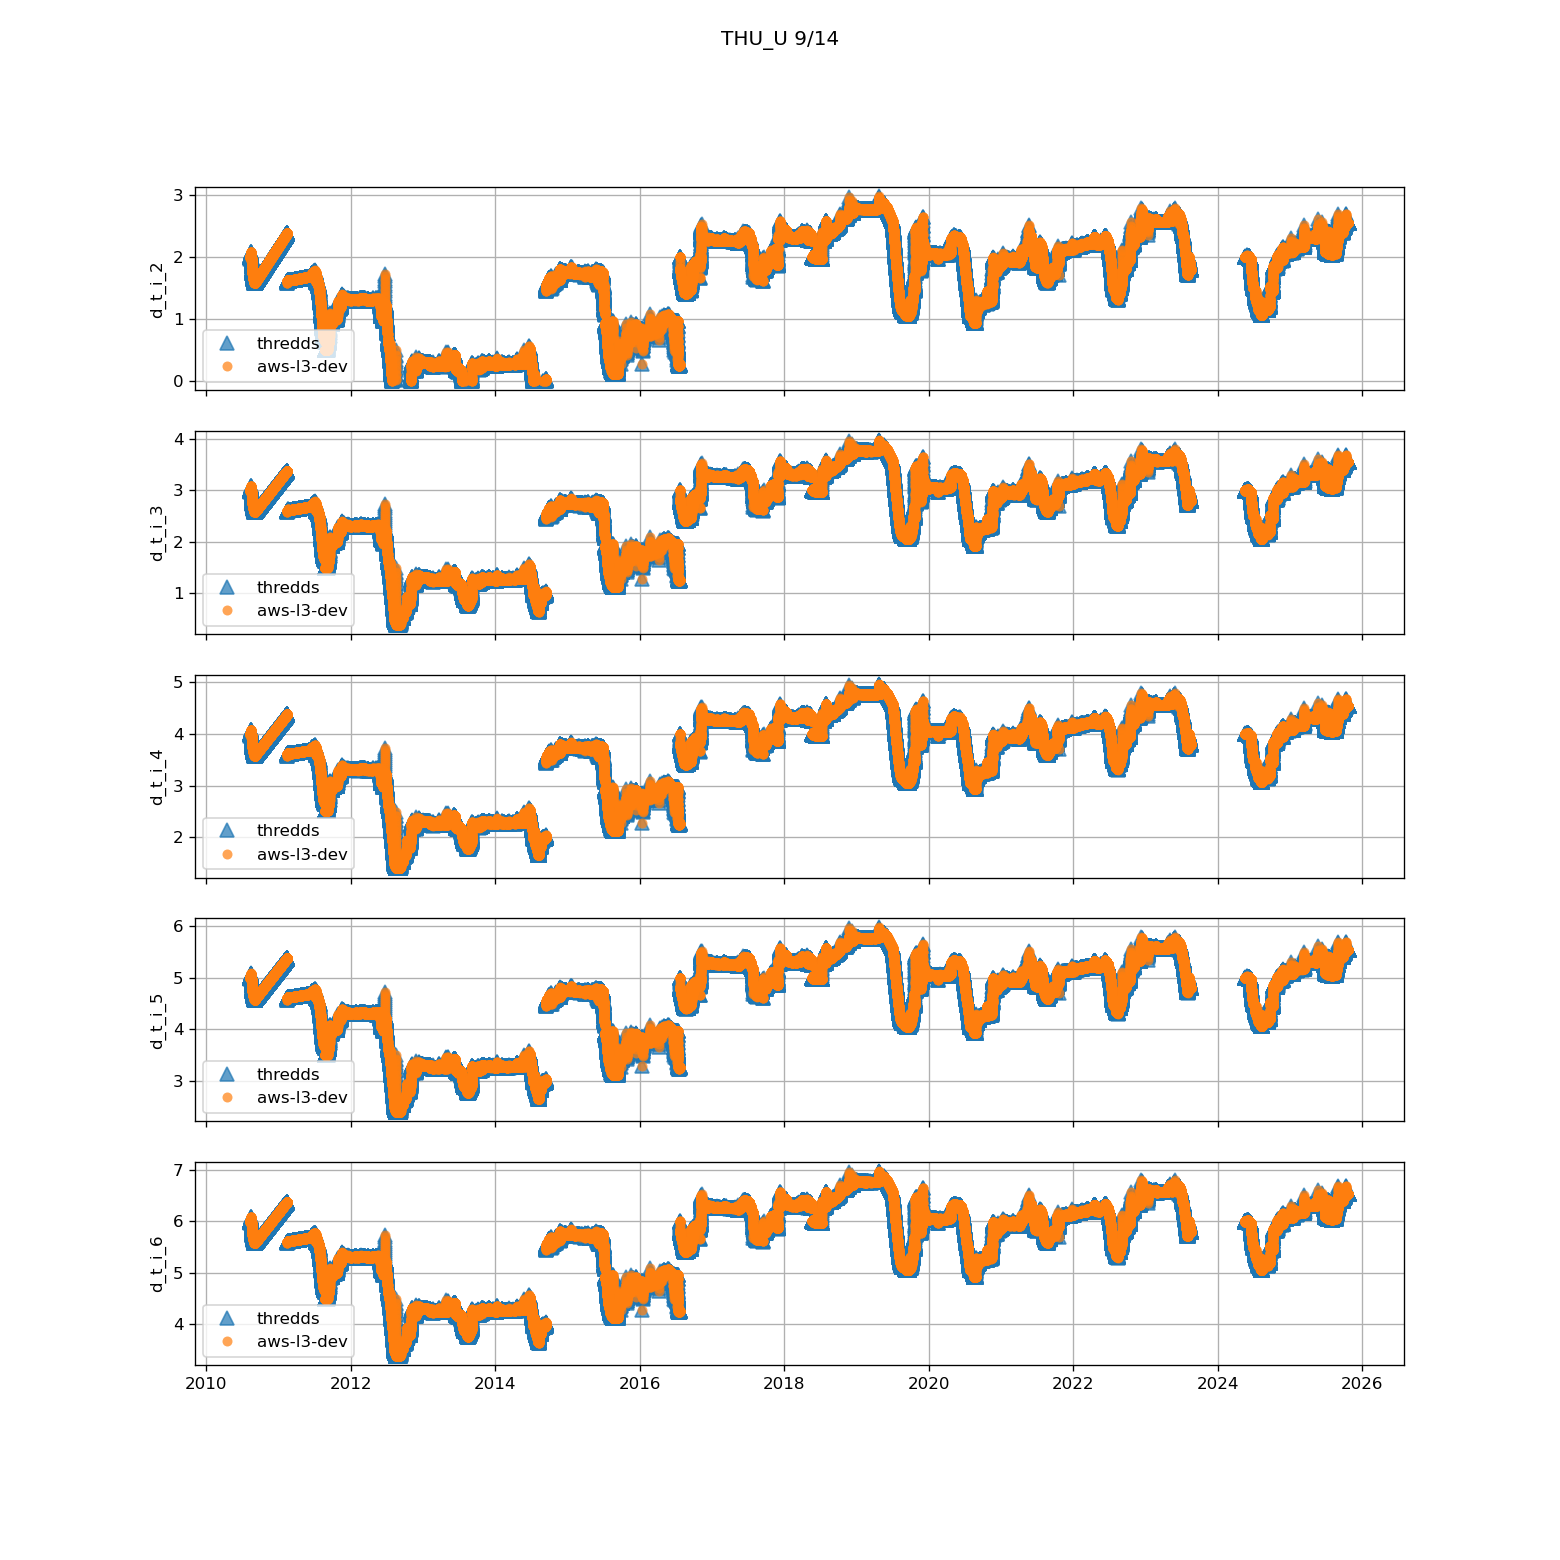 THU_U 9/14
3
2
1
0
d_t_i_2
thredds
aws-l3-dev
4
3
2
1
d_t_i_3
thredds
aws-l3-dev
5
4
3
2
d_t_i_4
thredds
aws-l3-dev
6
5
4
3
d_t_i_5
thredds
aws-l3-dev
7
6
5
4
d_t_i_6
thredds
aws-l3-dev
2010 2012 2014 2016 2018 2020 2022 2024 2026